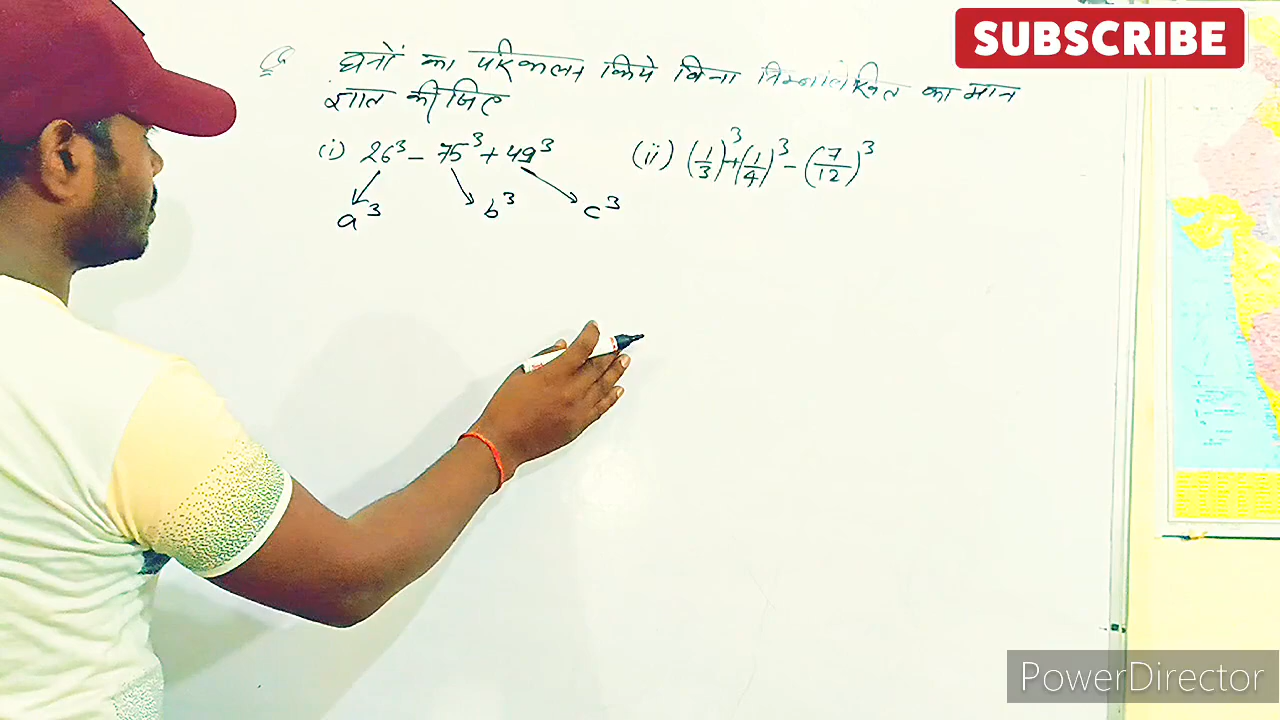 SUBSCRIBE
Q घनों का परिकलन किये बिना निम्नलिखित का मान
ज्ञात कीजिए
(i) 26³ – 75³ + 49³ (ii) (1/3)³ + (1/4)³ – (7/12)³
a³ b³ c³
PowerDirector